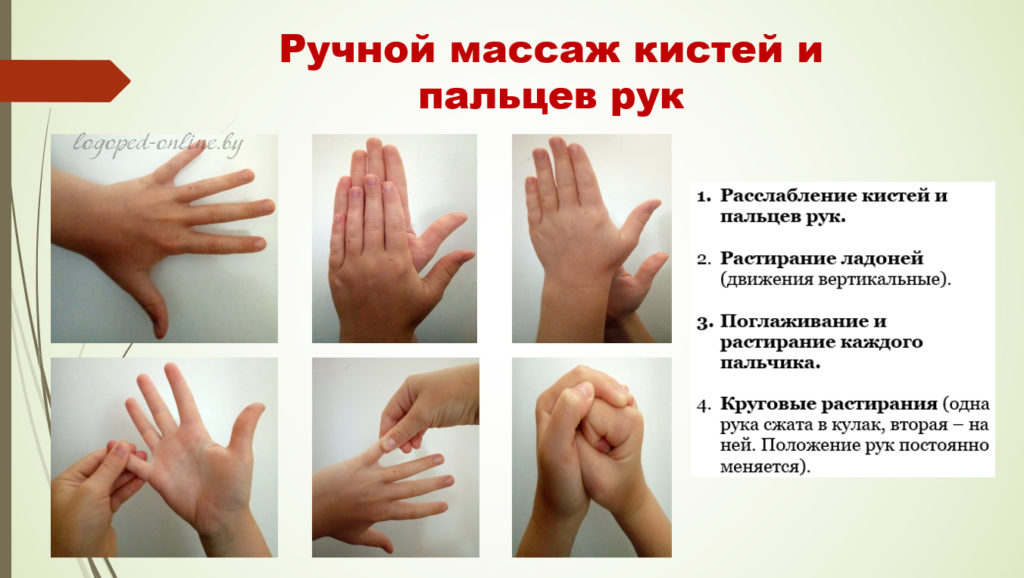 Ручной массаж кистей и
пальцев рук
logoped-online.by
1. Расслабление кистей и
пальцев рук.
2. Растирание ладоней
(движения вертикальные).
3. Поглаживание и
растирание каждого
пальчика.
4. Круговые растирания (одна
рука сжата в кулак, вторая – на
ней. Положение рук постоянно
меняется).